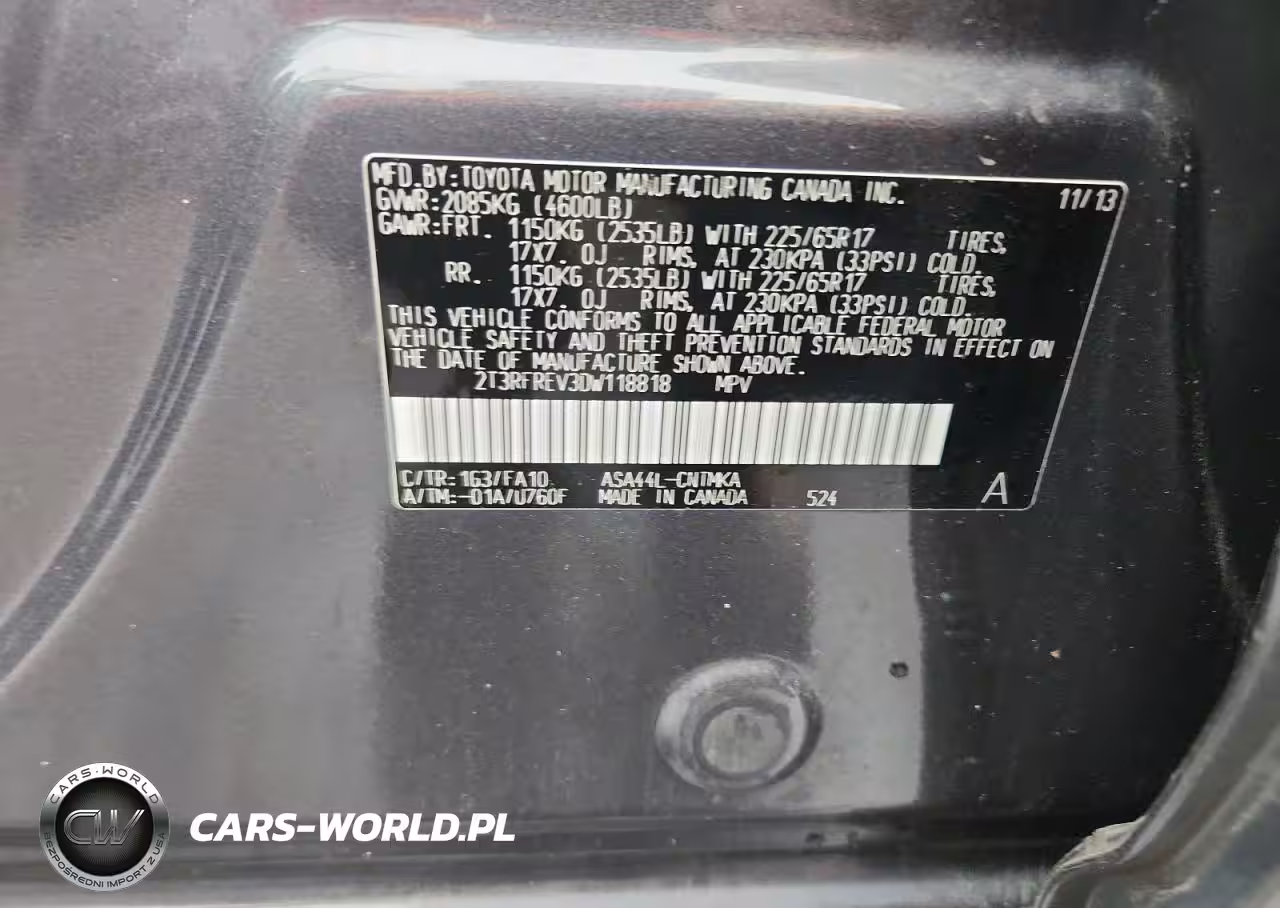 MFD.BY:TOYOTA MOTOR MANUFACTURING CANADA INC. 11/13
GVWR:2085KG (4600LB)
GAWR:FRT. 1150KG (2535LB) WITH 225/65R17 TIRES,
17X7.0J RIMS, AT 230KPA (33PSI) COLD.
RR. 1150KG (2535LB) WITH 225/65R17 TIRES,
17X7.0J RIMS, AT 230KPA (33PSI) COLD.
THIS VEHICLE CONFORMS TO ALL APPLICABLE FEDERAL MOTOR
VEHICLE SAFETY AND THEFT PREVENTION STANDARDS IN EFFECT ON
THE DATE OF MANUFACTURE SHOWN ABOVE.
2T3RFREV3DW118818 MPV
C/TR:1G3/FA10 ASA44L-CNTMKA
A/TM:-01A/U760F MADE IN CANADA 524 A
CARS-WORLD
CW
BEZPOŚREDNI IMPORT Z USA
CARS-WORLD.PL